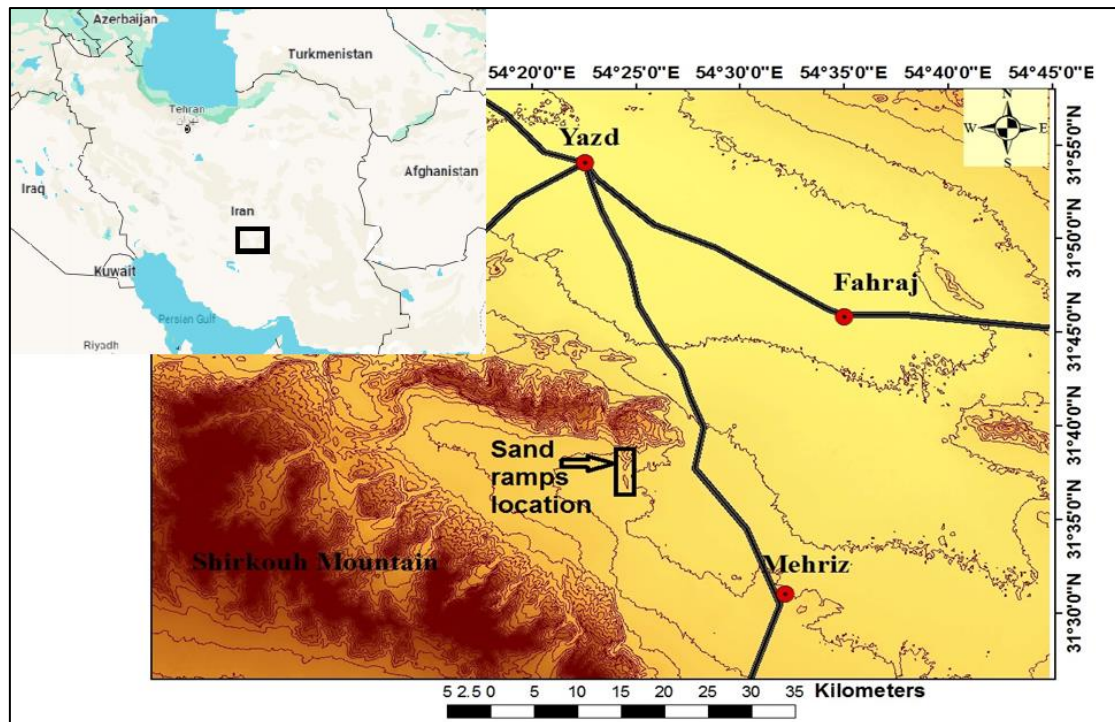 Azerbaijan
Turkmenistan
Tehran
Afghanistan
Iraq
Iran
Kuwait
Persian Gulf
Riyadh
54°20'0"E 54°25'0"E 54°30'0"E 54°35'0"E 54°40'0"E 54°45'0"E
N
W E
S
31°55'0"N
31°50'0"N
31°45'0"N
31°40'0"N
31°35'0"N
31°30'0"N
Yazd
Fahraj
Sand
ramps
location
Shirkouh Mountain
Mehriz
5 2.5 0 5 10 15 20 25 30 35 Kilometers